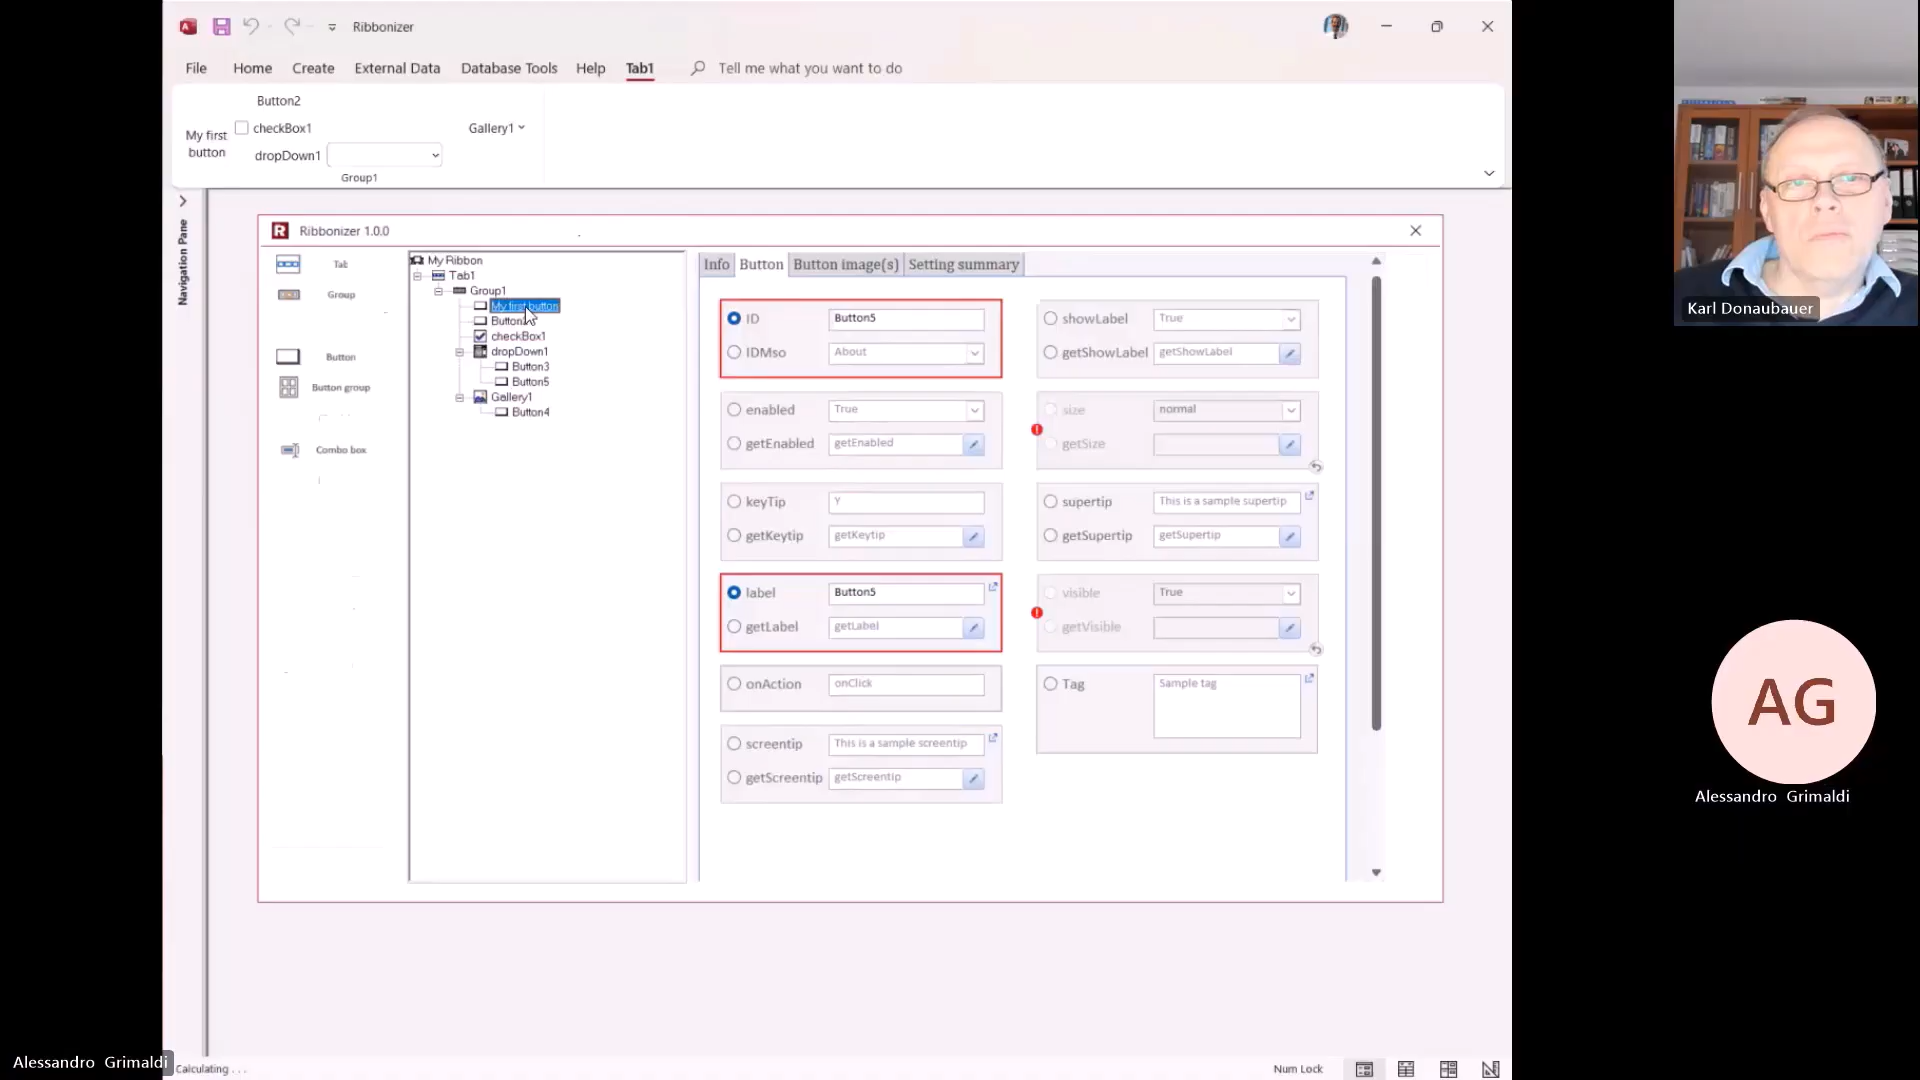 Ribbonizer
File Home Create External Data Database Tools Help Tab1 Tell me what you want to do
Button2
My first button
checkBox1
dropDown1
Gallery1
Group1
Navigation Pane
Ribbonizer 1.0.0
Tab
Group
Button
Button group
Combo box
My Ribbon
Tab1
Group1
My first button
Button2
checkBox1
dropDown1
Button3
Button5
Gallery1
Button4
Info Button Button image(s) Setting summary
ID Button5
IDMso About
enabled True
getEnabled getEnabled
keyTip Y
getKeytip getKeytip
label Button5
getLabel getLabel
onAction onClick
screentip This is a sample screentip
getScreentip getScreentip
showLabel True
getShowLabel getShowLabel
size normal
getSize
supertip This is a sample supertip
getSupertip getSupertip
visible True
getVisible
Tag Sample tag
Calculating . . .
Num Lock
Alessandro Grimaldi
Karl Donaubauer
AG
Alessandro Grimaldi